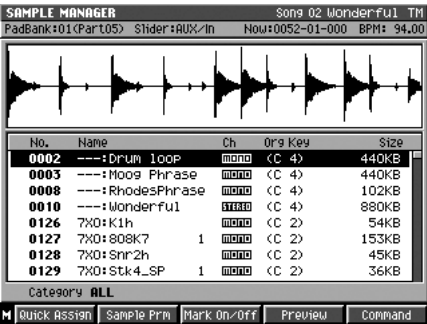 SAMPLE MANAGER Song 02 Wonderful TM
PadBank:01(Part05) Slider:AUX/In Now:0052-01-000 BPM: 94.00
No. Name Ch Org Key Size
0002 ---:Drum loop mono (C 4) 440KB
0003 ---:Moog Phrase mono (C 4) 440KB
0008 ---:RhodesPhrase mono (C 4) 102KB
0010 ---:Wonderful STEREO (C 4) 880KB
0126 7X0:K1h mono (C 2) 54KB
0127 7X0:808K7 1 mono (C 2) 153KB
0128 7X0:Snr2h mono (C 2) 45KB
0129 7X0:Stk4_SP 1 mono (C 2) 36KB
Category ALL
M Quick Assign Sample Prm Mark On/Off Preview Command